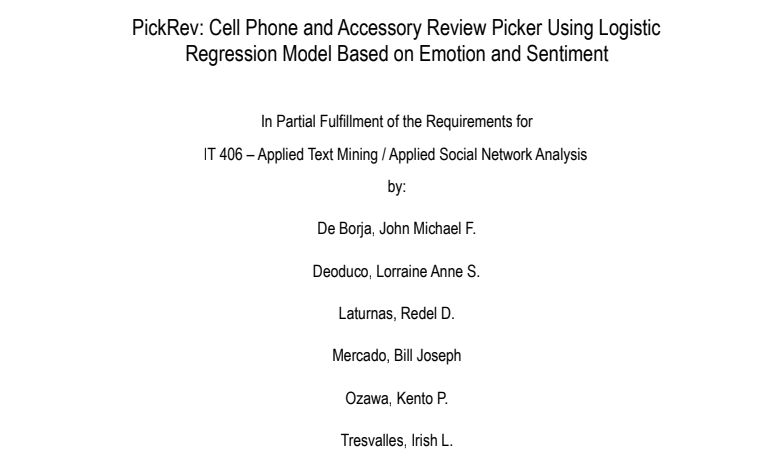 PickRev: Cell Phone and Accessory Review Picker Using Logistic
Regression Model Based on Emotion and Sentiment
In Partial Fulfillment of the Requirements for
IT 406 – Applied Text Mining / Applied Social Network Analysis
by:
De Borja, John Michael F.
Deoduco, Lorraine Anne S.
Laturnas, Redel D.
Mercado, Bill Joseph
Ozawa, Kento P.
Tresvalles, Irish L.